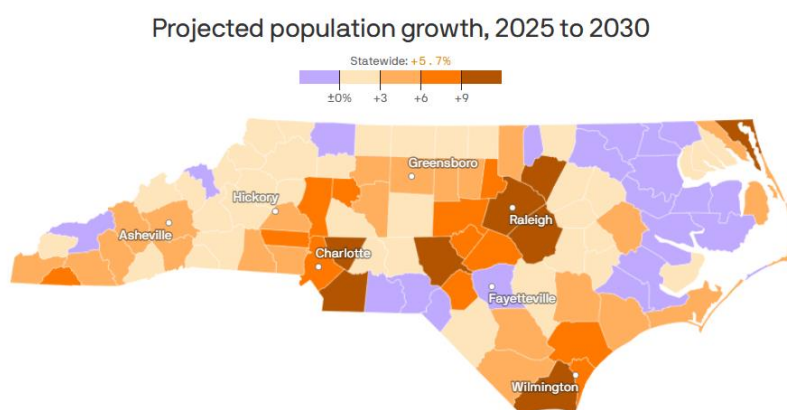 Projected population growth, 2025 to 2030
Statewide: +5.7%
±0% +3 +6 +9
Greensboro
Hickory
Raleigh
Asheville
Charlotte
Fayetteville
Wilmington